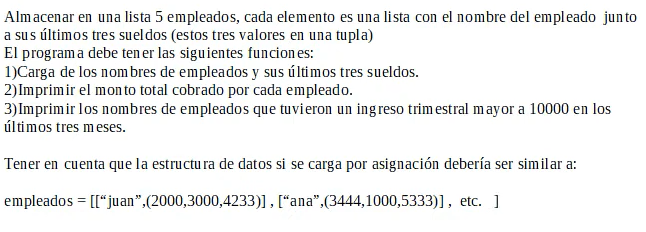 Almacenar en una lista 5 empleados, cada elemento es una lista con el nombre del empleado junto
a sus últimos tres sueldos (estos tres valores en una tupla)
El programa debe tener las siguientes funciones:
1)Carga de los nombres de empleados y sus últimos tres sueldos.
2)Imprimir el monto total cobrado por cada empleado.
3)Imprimir los nombres de empleados que tuvieron un ingreso trimestral mayor a 10000 en los
últimos tres meses.
Tener en cuenta que la estructura de datos si se carga por asignación debería ser similar a:
empleados = [["juan",(2000,3000,4233)] , ["ana",(3444,1000,5333)] , etc. ]